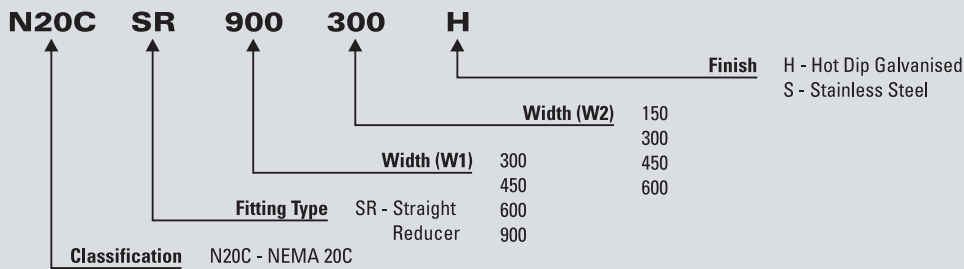 N20C SR 900 300 H
Finish H - Hot Dip Galvanised
S - Stainless Steel
Width (W2) 150
300
450
600
Width (W1) 300
450
600
900
Fitting Type SR - Straight
Reducer
Classification N20C - NEMA 20C